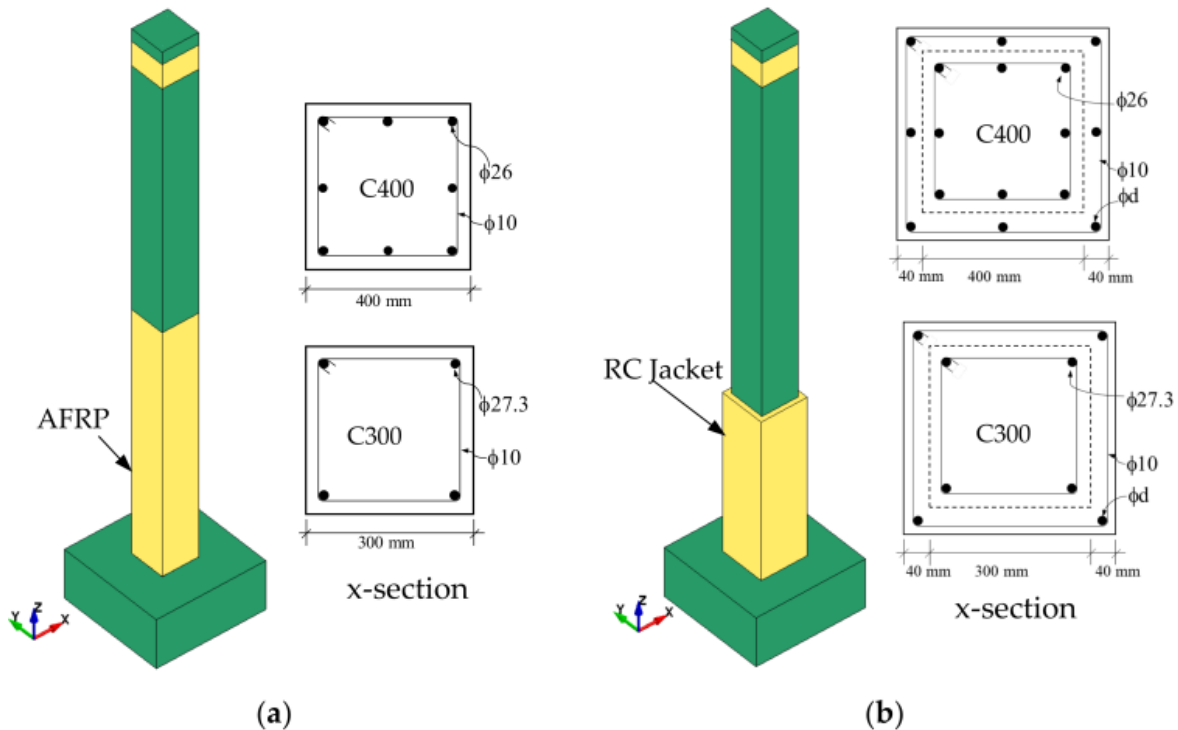 C400
ϕ26
ϕ10
400 mm
AFRP
C300
ϕ27.3
ϕ10
300 mm
x-section
Y Z X
(a)
C400
ϕ26
ϕ10
ϕd
40 mm 400 mm 40 mm
RC Jacket
C300
ϕ27.3
ϕ10
ϕd
40 mm 300 mm 40 mm
x-section
Y Z X
(b)